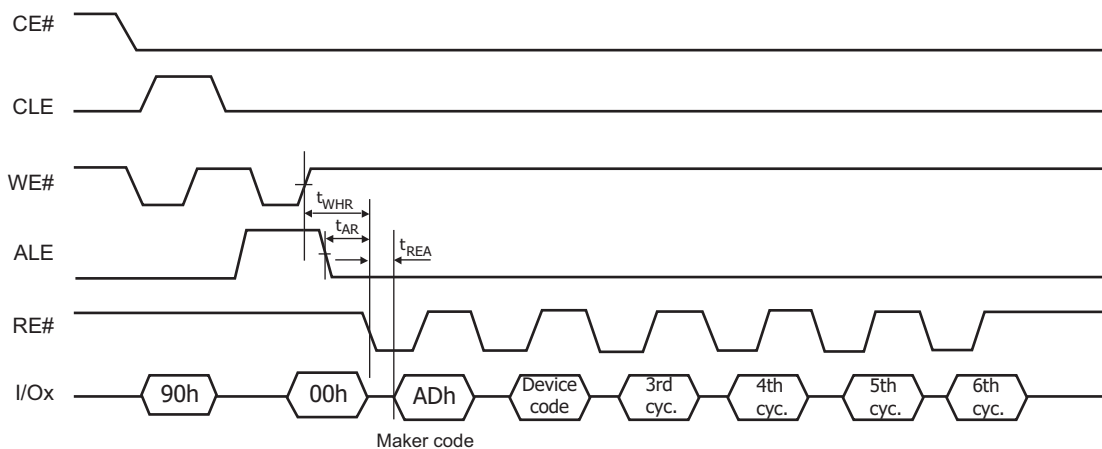 CE#
CLE
WE#
tWHR
tAR
ALE
tREA
RE#
I/Ox
90h
00h
ADh
Device
code
3rd
cyc.
4th
cyc.
5th
cyc.
6th
cyc.
Maker code